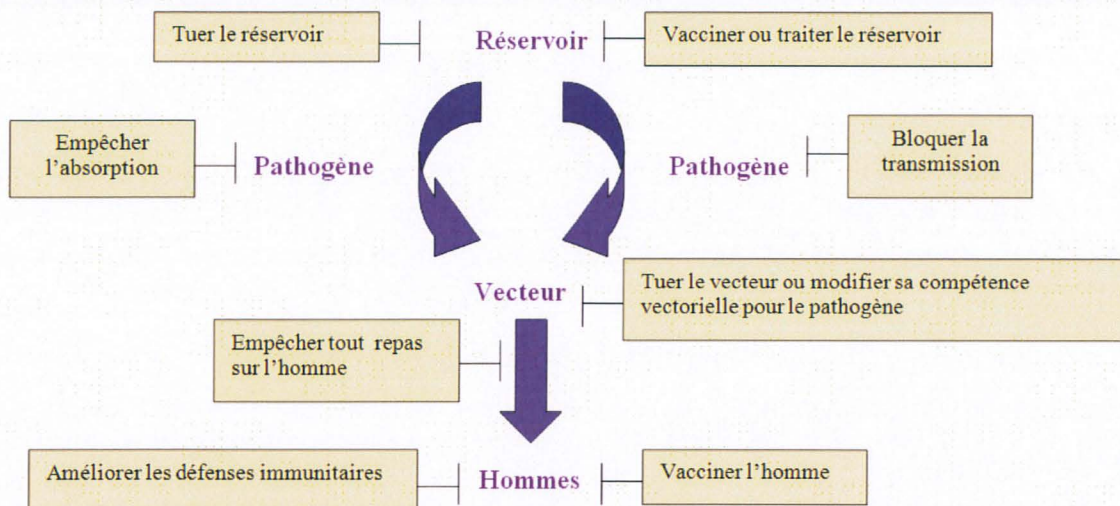 Tuer le réservoir
Réservoir
Vacciner ou traiter le réservoir
Empêcher
l'absorption
Pathogène
Pathogène
Bloquer la
transmission
Vecteur
Tuer le vecteur ou modifier sa compétence
vectorielle pour le pathogène
Empêcher tout repas
sur l'homme
Améliorer les défenses immunitaires
Hommes
Vacciner l'homme